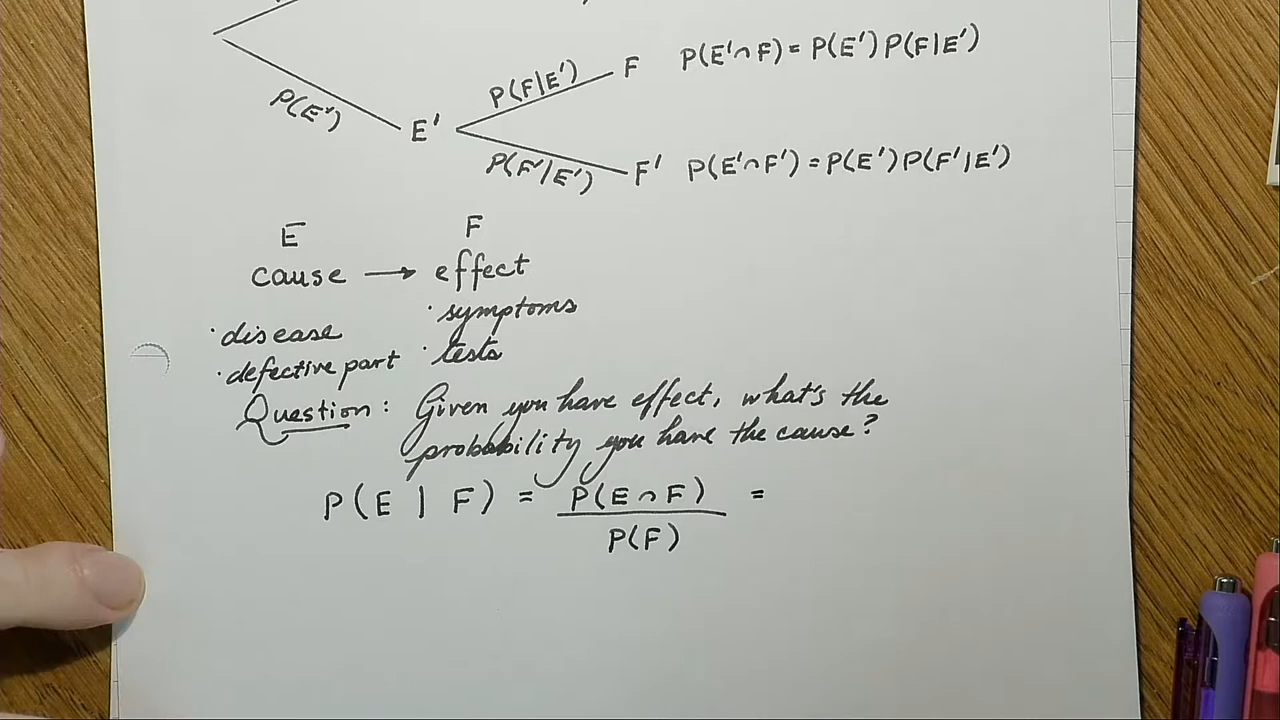 P(E'∩F) = P(E')P(F|E')
P(F|E')
F
P(E')
E'
P(F'|E')
F'
P(E'∩F') = P(E')P(F'|E')
E F
cause → effect
· disease · symptoms
· defective part · tests
Question: Given you have effect, what's the
probability you have the cause?
P(E | F) = P(E∩F) =
P(F)